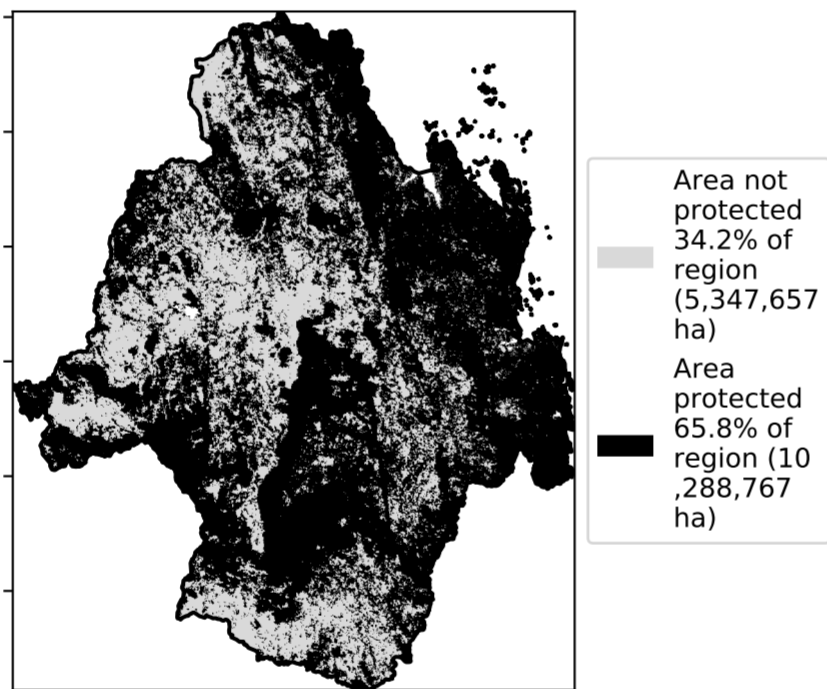 Area not
protected
34.2% of
region
(5,347,657
ha)
Area
protected
65.8% of
region (10
,288,767
ha)